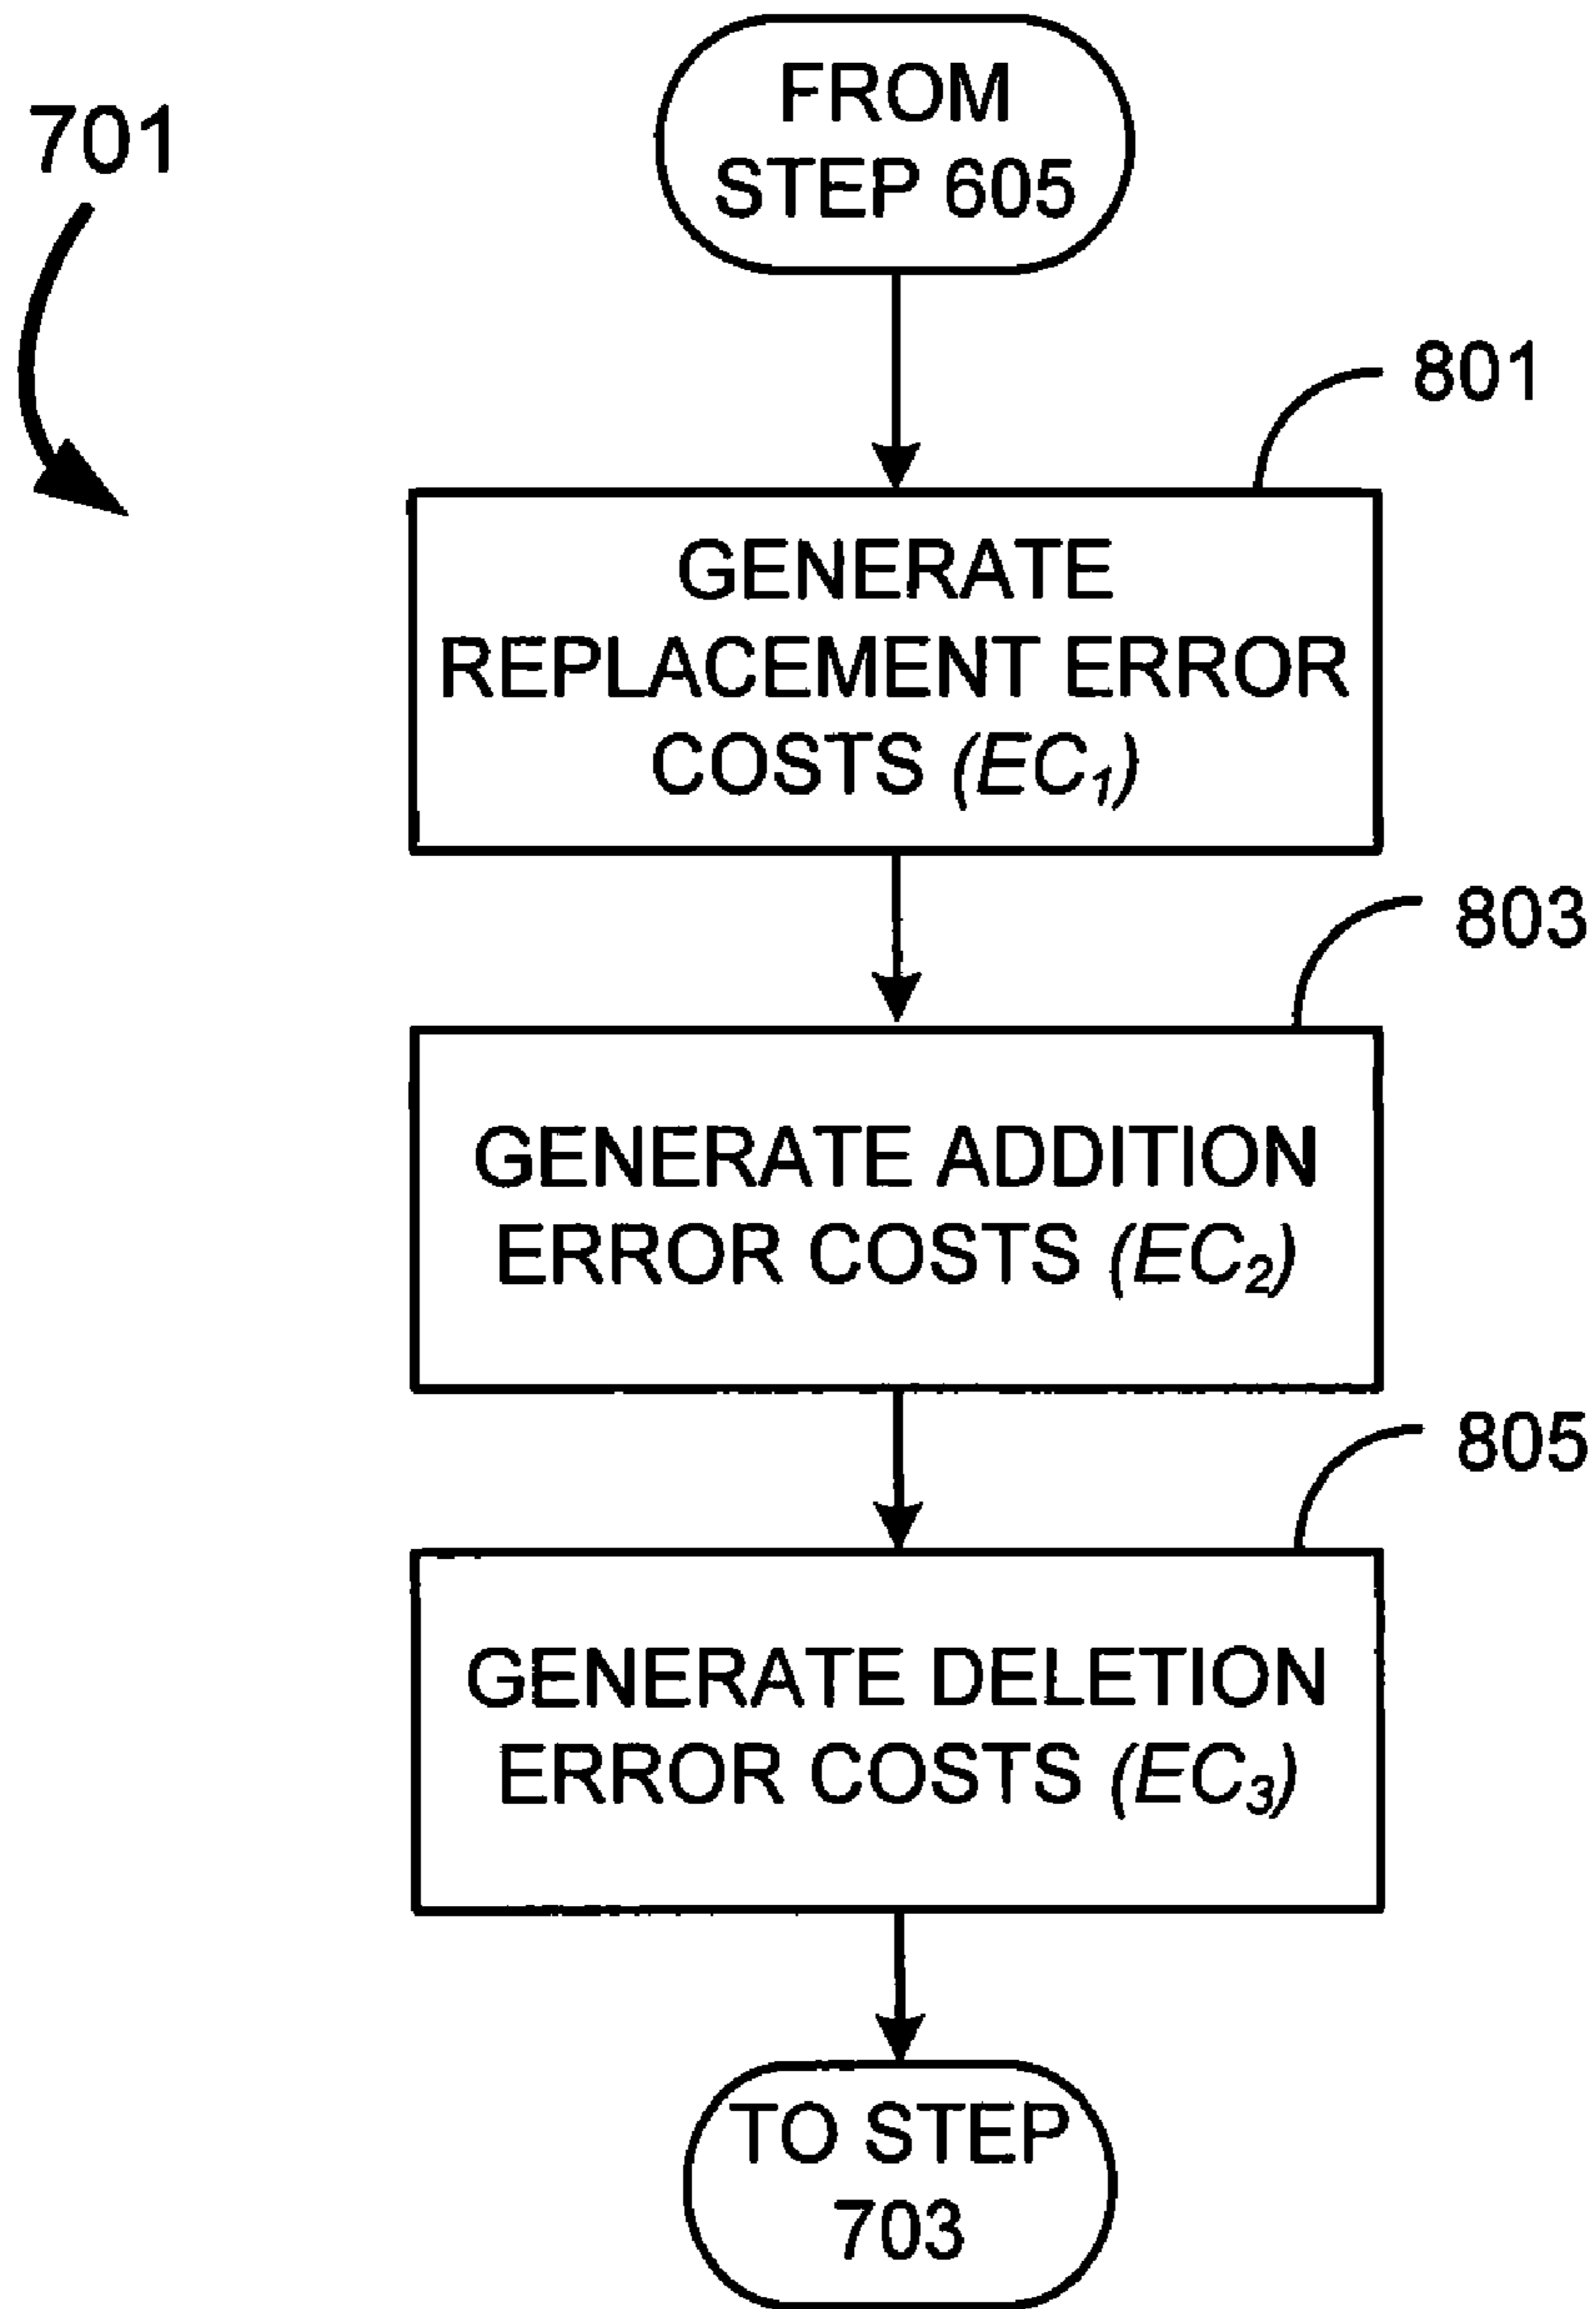 701
FROM
STEP 605
801
GENERATE
REPLACEMENT ERROR
COSTS (EC₁)
803
GENERATE ADDITION
ERROR COSTS (EC₂)
805
GENERATE DELETION
ERROR COSTS (EC₃)
TO STEP
703